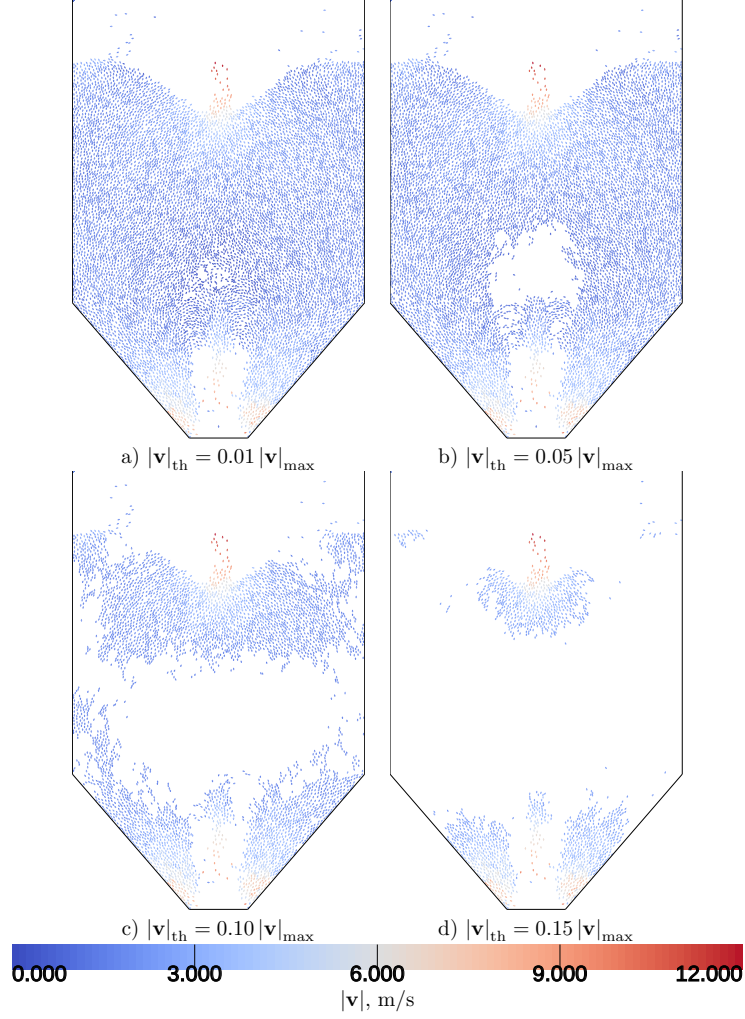 a) |v|th = 0.01 |v|max b) |v|th = 0.05 |v|max
c) |v|th = 0.10 |v|max d) |v|th = 0.15 |v|max
0.000 3.000 6.000 9.000 12.000
|v|, m/s